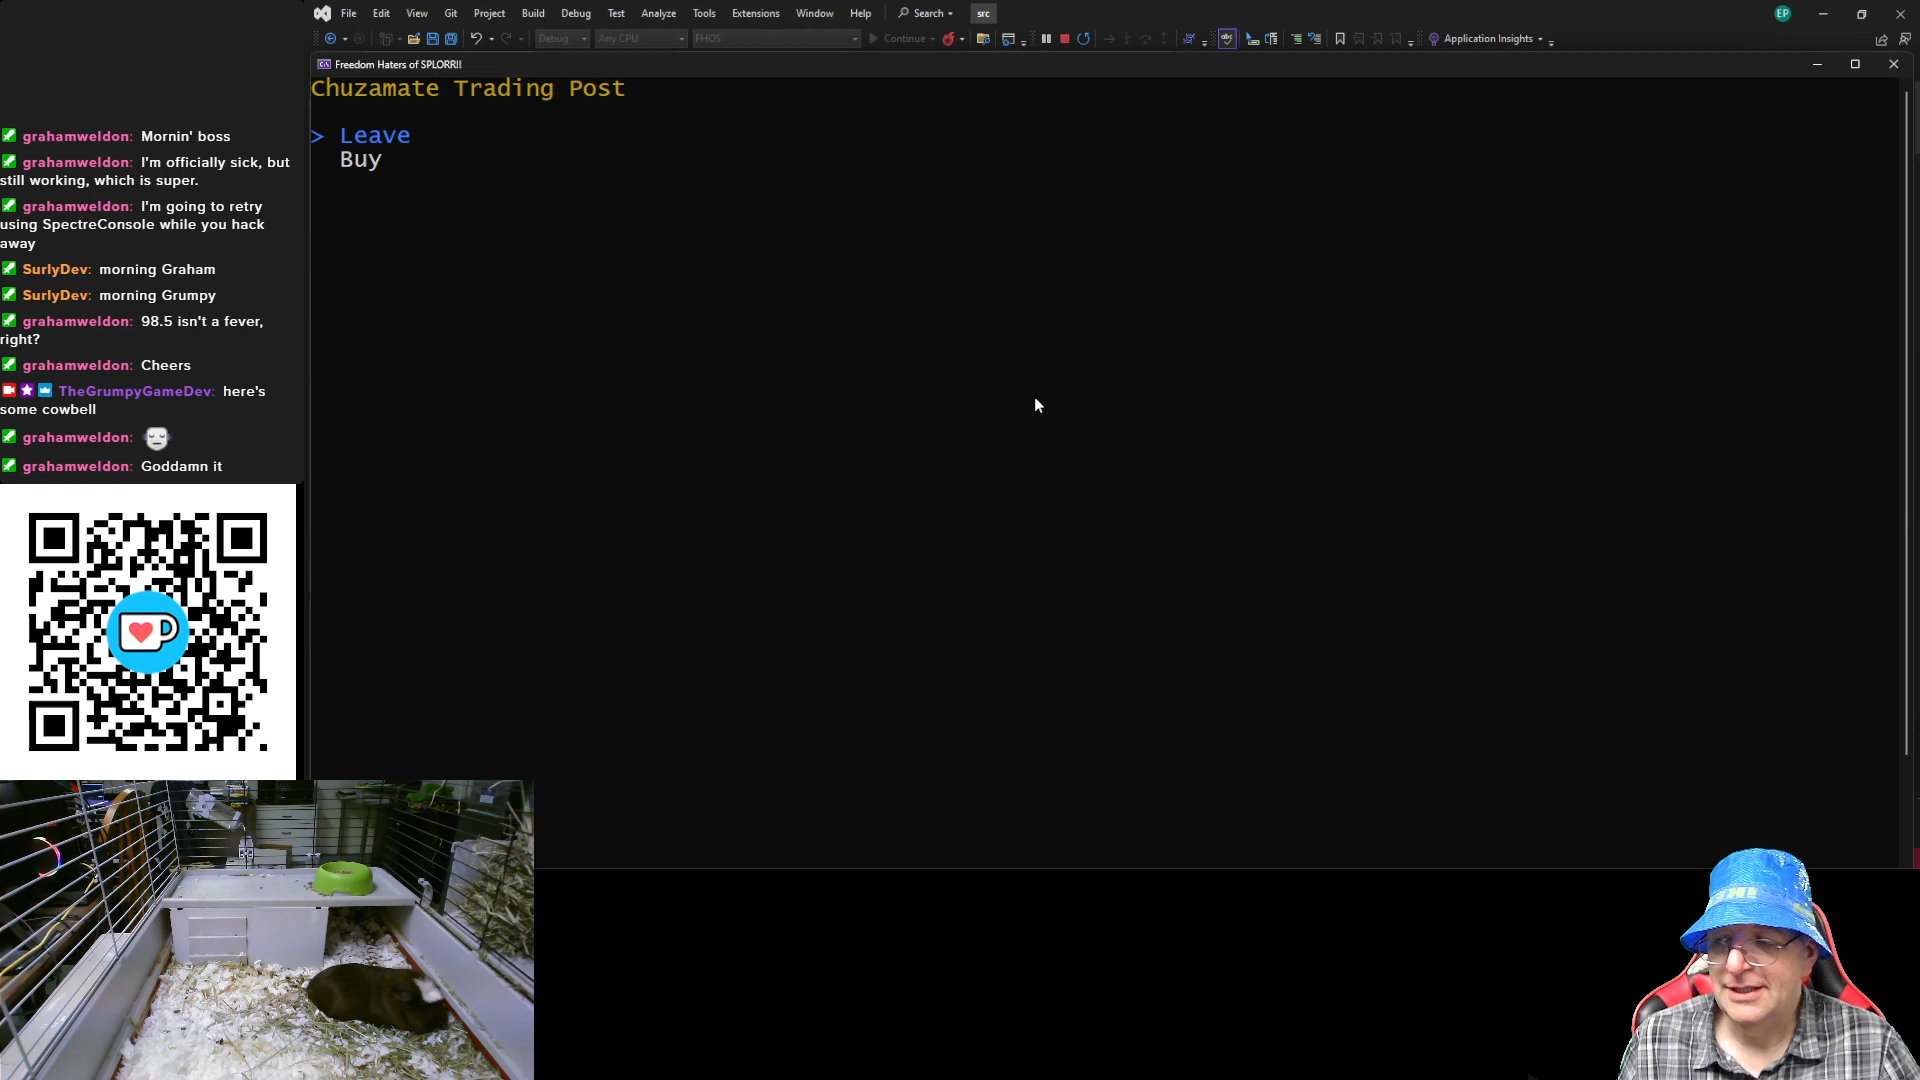 File Edit View Git Project Build Debug Test Analyze Tools Extensions Window Help Search src EP
Debug Any CPU FHOS Continue Application Insights
Freedom Haters of SPLORR!!
Chuzamate Trading Post
> Leave
Buy
grahamweldon: Mornin' boss
grahamweldon: I'm officially sick, but
still working, which is super.
grahamweldon: I'm going to retry
using SpectreConsole while you hack
away
SurlyDev: morning Graham
SurlyDev: morning Grumpy
grahamweldon: 98.5 isn't a fever,
right?
grahamweldon: Cheers
TheGrumpyGameDev: here's
some cowbell
grahamweldon:
grahamweldon: Goddamn it